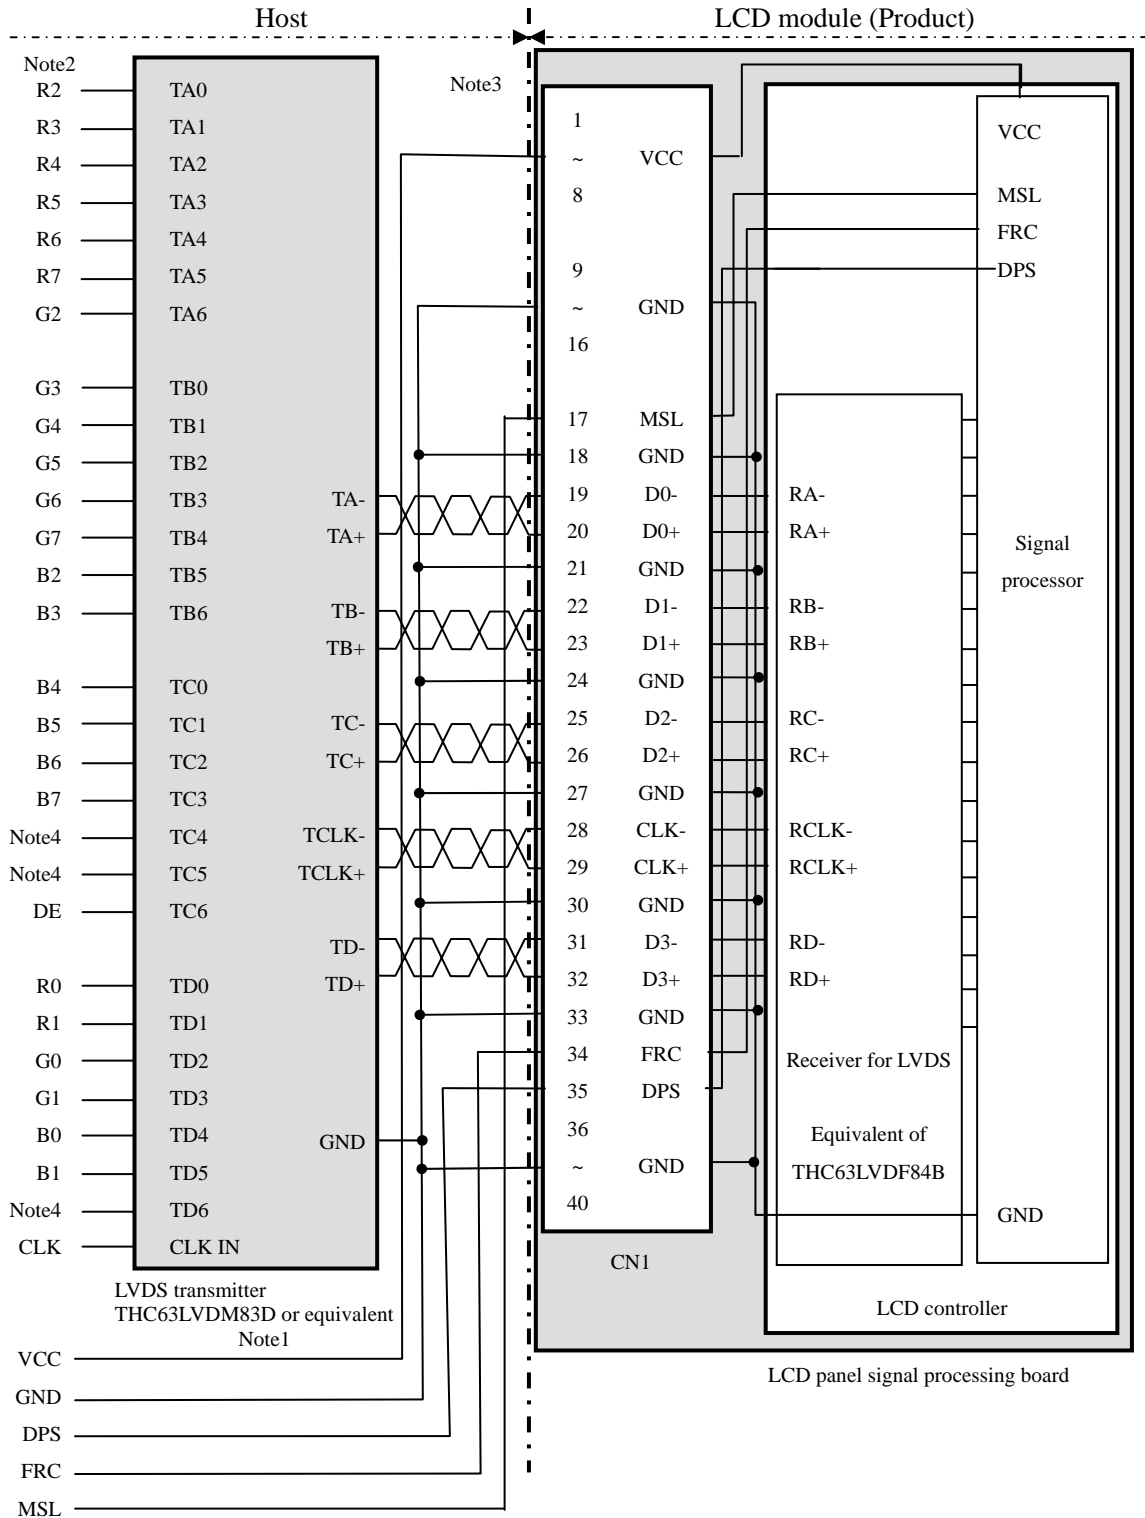 Host
LCD module (Product)
Note2
Note3
R2 TA0
R3 TA1
R4 TA2
R5 TA3
R6 TA4
R7 TA5
G2 TA6
G3 TB0
G4 TB1
G5 TB2
G6 TB3
G7 TB4
B2 TB5
B3 TB6
B4 TC0
B5 TC1
B6 TC2
B7 TC3
Note4 TC4
Note4 TC5
DE TC6
R0 TD0
R1 TD1
G0 TD2
G1 TD3
B0 TD4
B1 TD5
Note4 TD6
CLK CLK IN
TA-
TA+
TB-
TB+
TC-
TC+
TCLK-
TCLK+
TD-
TD+
GND
LVDS transmitter
THC63LVDM83D or equivalent
Note1
VCC
GND
DPS
FRC
MSL
1
~ VCC
8
9
~ GND
16
17 MSL
18 GND
19 D0-
20 D0+
21 GND
22 D1-
23 D1+
24 GND
25 D2-
26 D2+
27 GND
28 CLK-
29 CLK+
30 GND
31 D3-
32 D3+
33 GND
34 FRC
35 DPS
36
~ GND
40
CN1
RA-
RA+
RB-
RB+
RC-
RC+
RCLK-
RCLK+
RD-
RD+
Receiver for LVDS
Equivalent of
THC63LVDF84B
VCC
MSL
FRC
DPS
Signal
processor
GND
LCD controller
LCD panel signal processing board